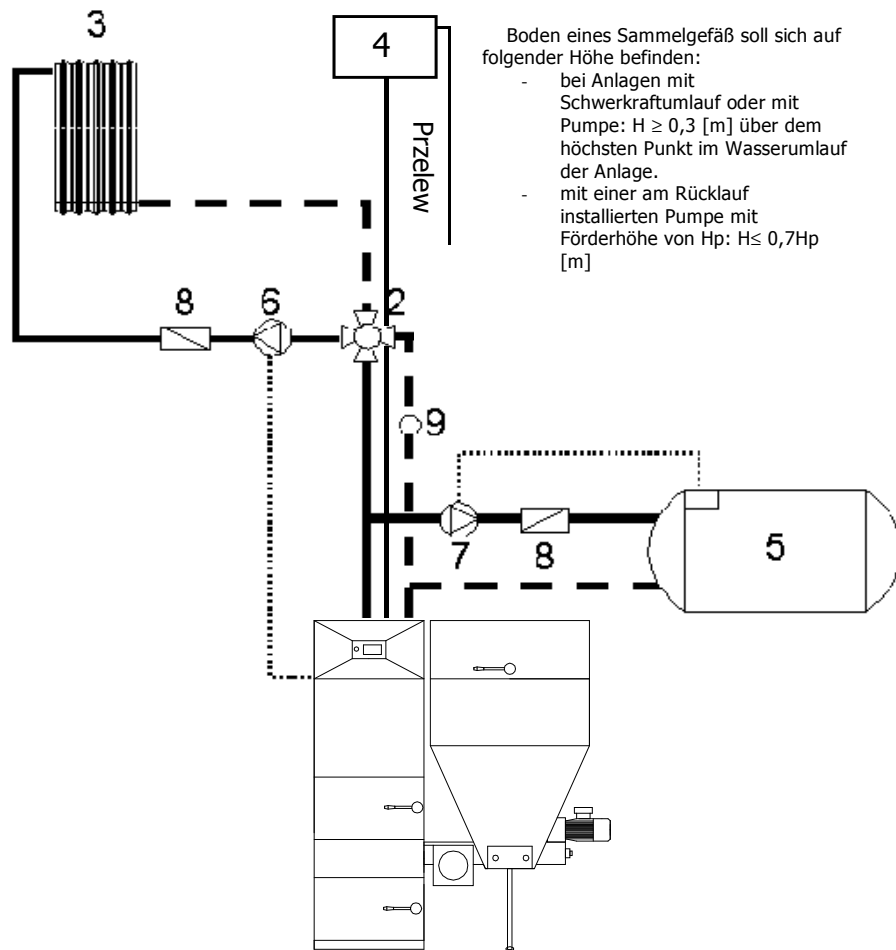 3
4
Boden eines Sammelgefäß soll sich auf
folgender Höhe befinden:
- bei Anlagen mit
Schwerkraftumlauf oder mit
Pumpe: H ≥ 0,3 [m] über dem
höchsten Punkt im Wasserumlauf
der Anlage.
- mit einer am Rücklauf
installierten Pumpe mit
Förderhöhe von Hp: H≤ 0,7Hp
[m]
Przelew
8
6
2
9
7
8
5